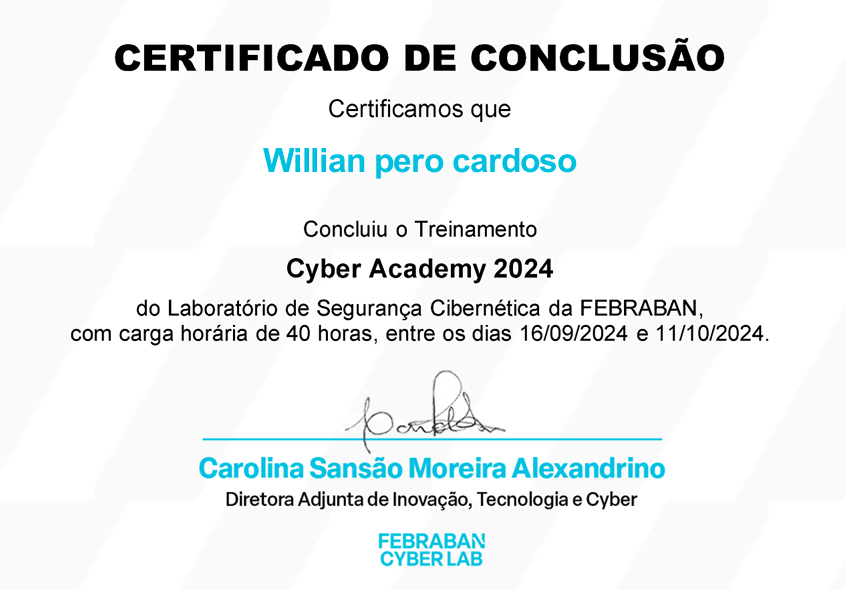 CERTIFICADO DE CONCLUSÃO
Certificamos que
Willian pero cardoso
Concluiu o Treinamento
Cyber Academy 2024
do Laboratório de Segurança Cibernética da FEBRABAN,
com carga horária de 40 horas, entre os dias 16/09/2024 e 11/10/2024.
Carolina Sansão Moreira Alexandrino
Diretora Adjunta de Inovação, Tecnologia e Cyber
FEBRABAN
CYBER LAB